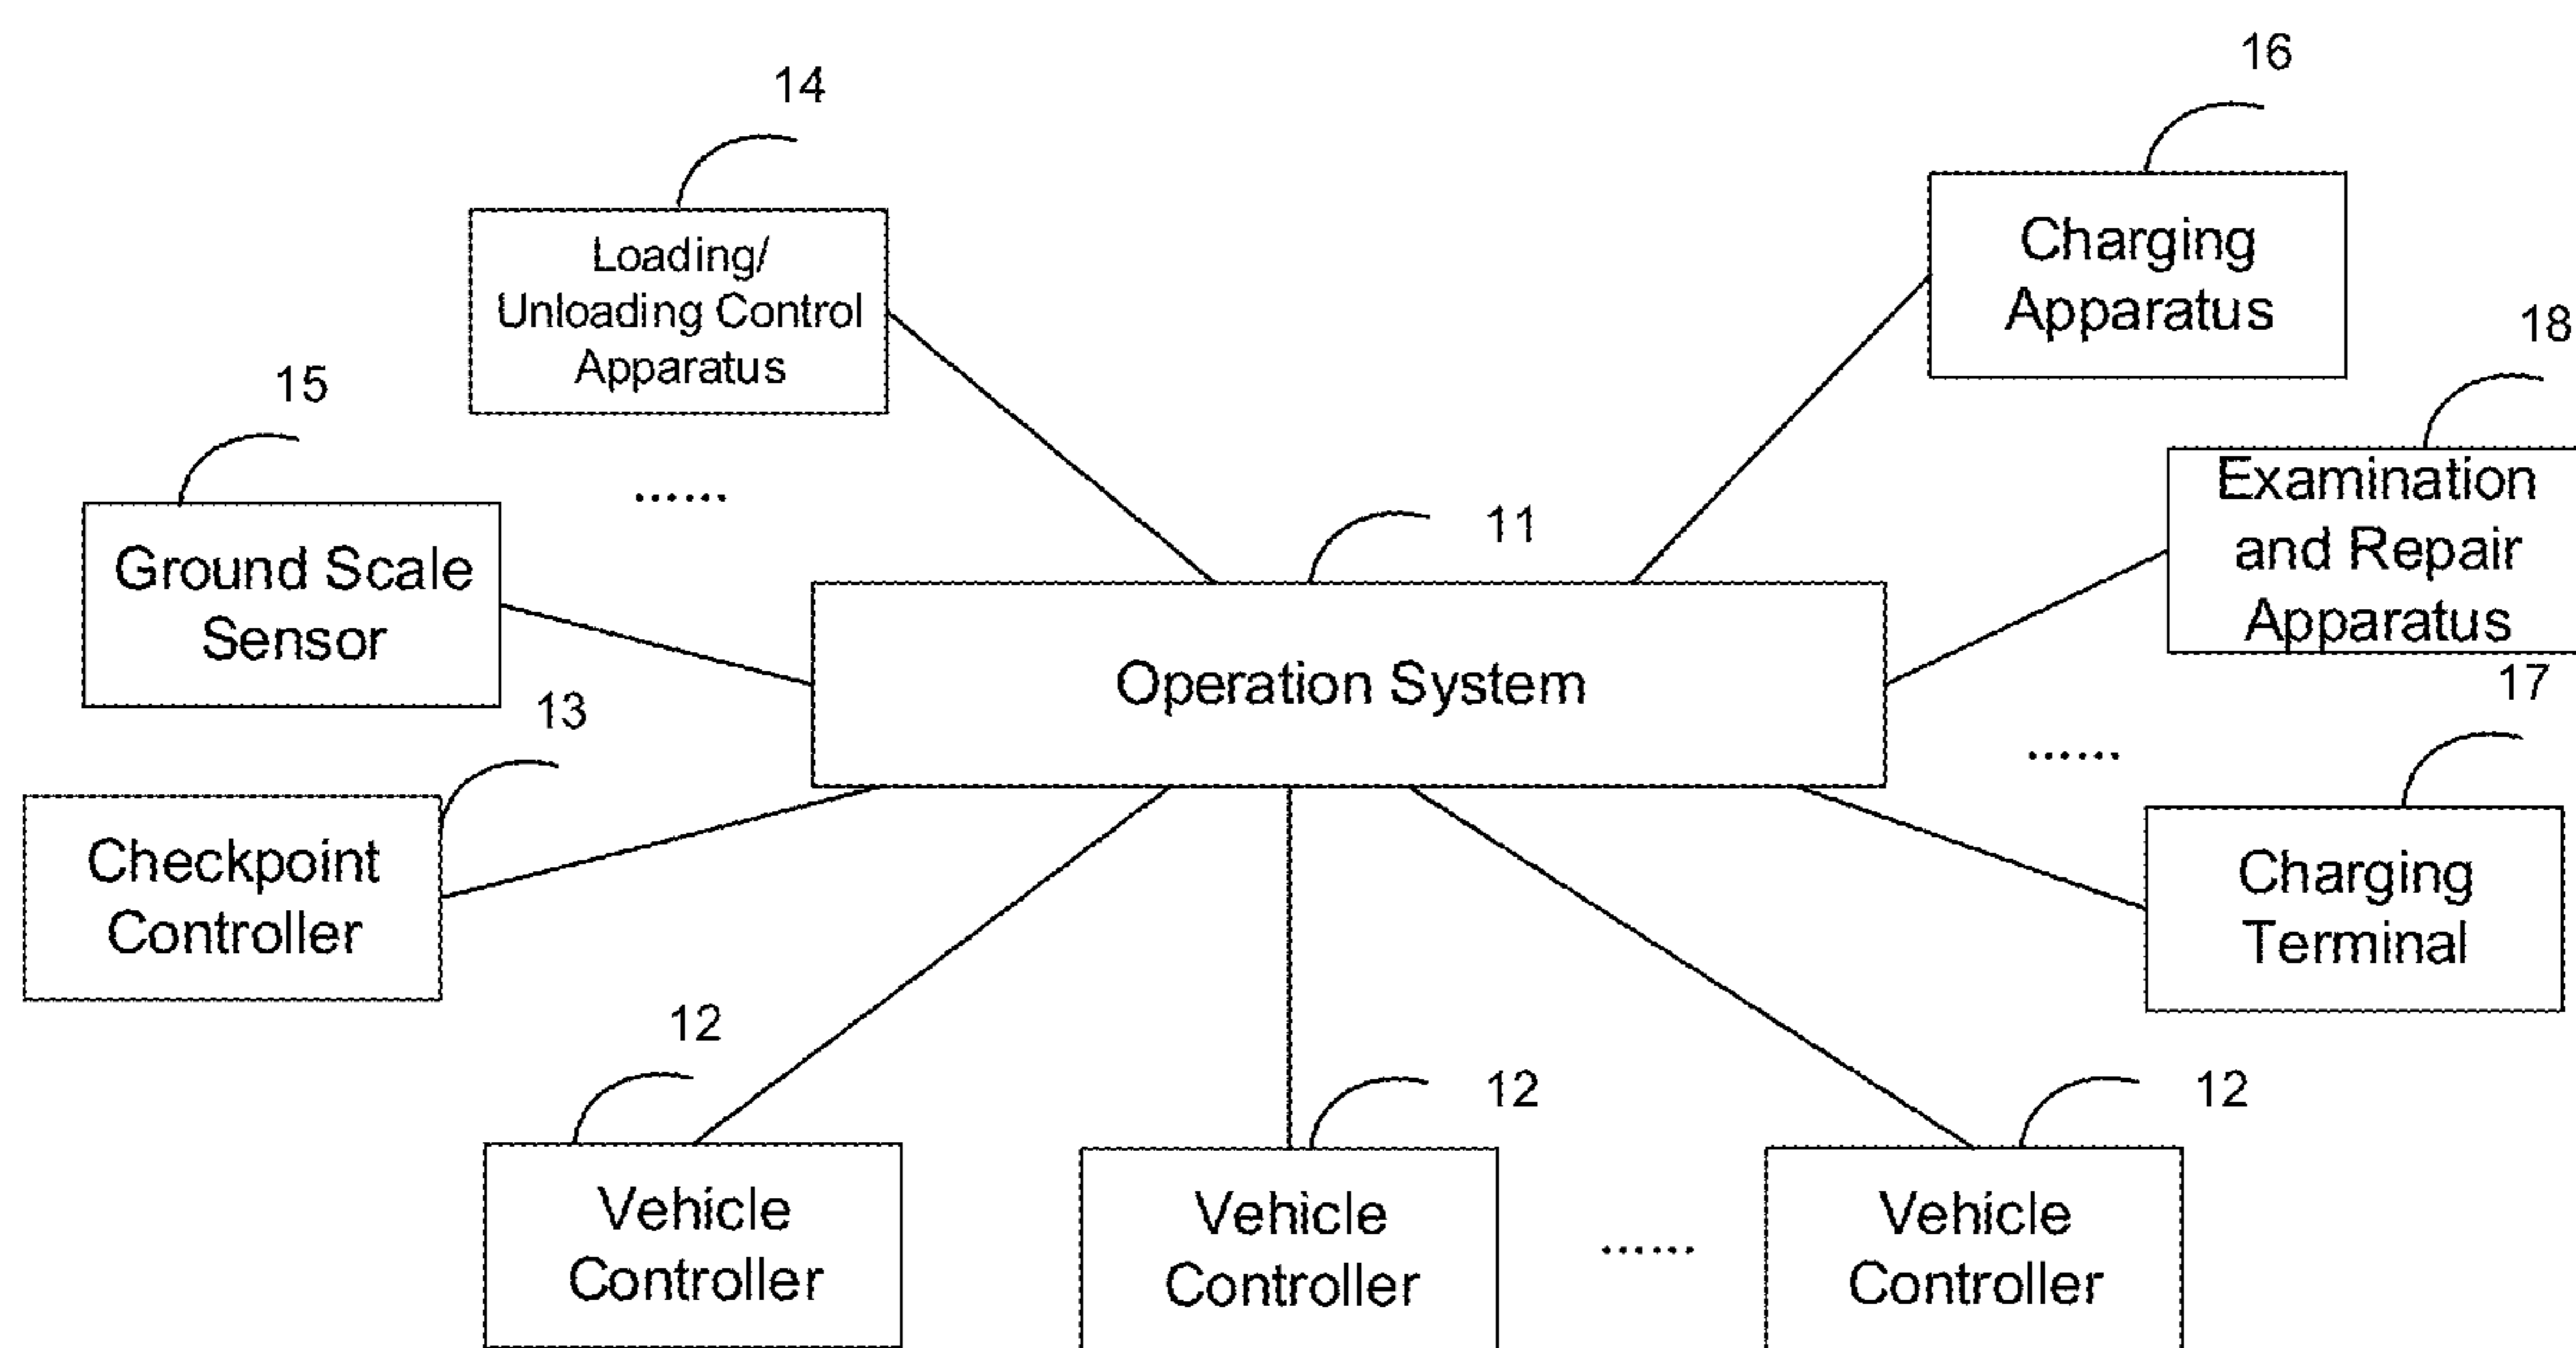 16
14
Loading/
Unloading Control
Apparatus
Charging
Apparatus
18
15
Examination
and Repair
Apparatus
......
11
Ground Scale
Sensor
Operation System
17
13
......
Checkpoint
Controller
Charging
Terminal
12
12
12
Vehicle
Controller
Vehicle
Controller
......
Vehicle
Controller